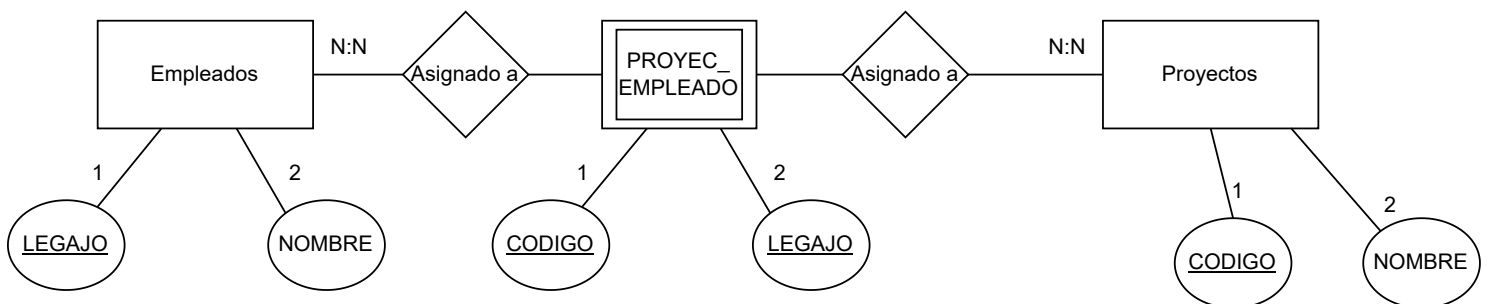 Empleados
N:N
Asignado a
PROYEC_
EMPLEADO
Asignado a
N:N
Proyectos
1
2
1
2
1
2
LEGAJO
NOMBRE
CODIGO
LEGAJO
CODIGO
NOMBRE